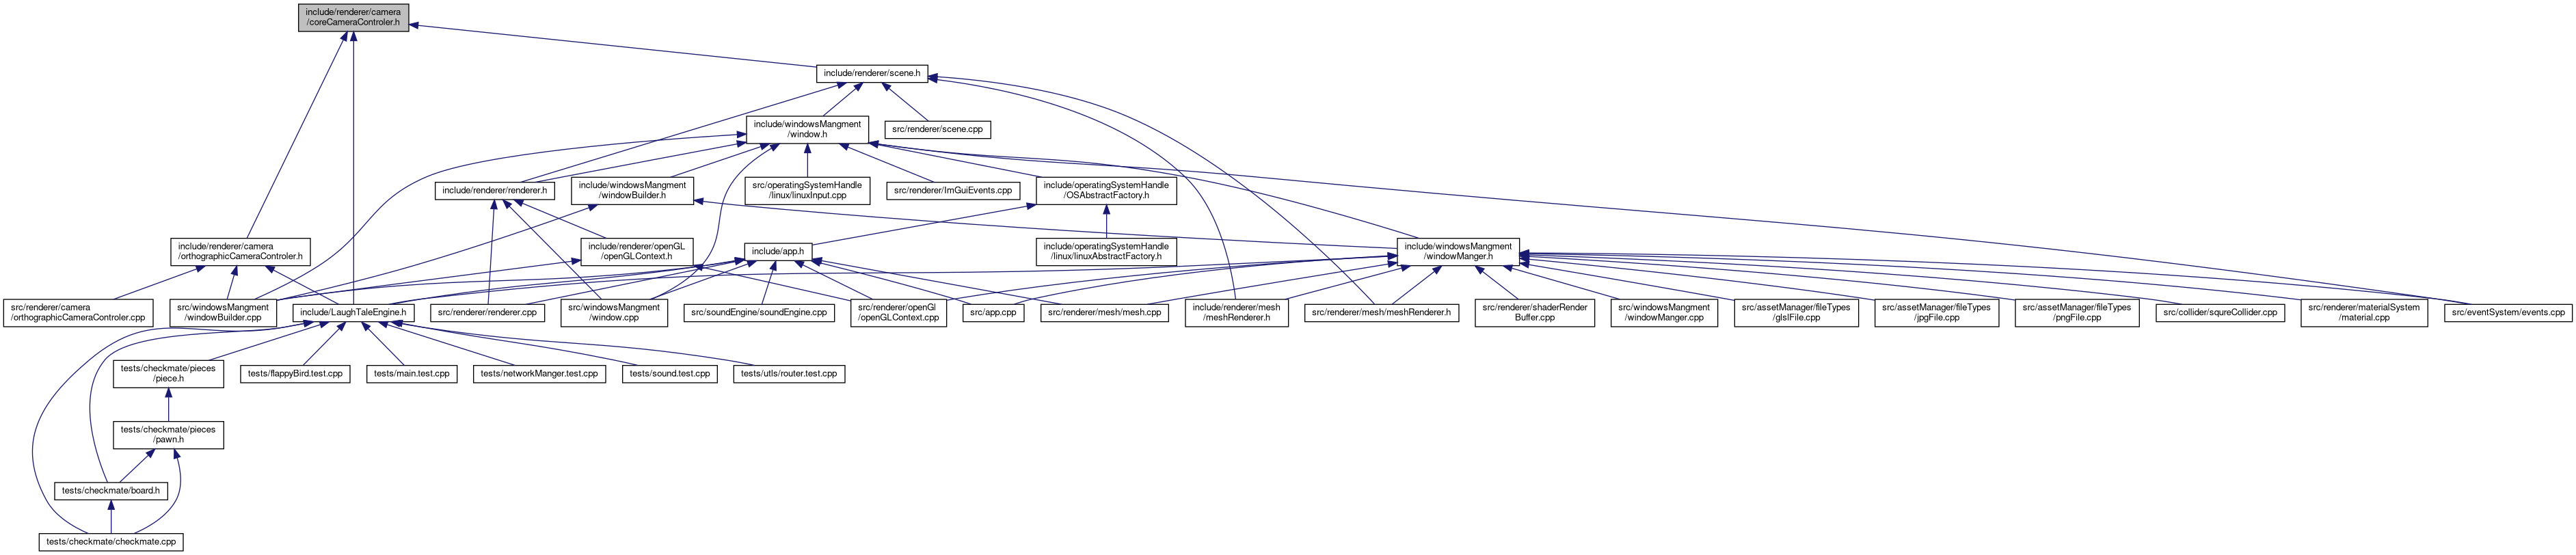 include/renderer/camera
/coreCameraControler.h
include/renderer/scene.h
include/windowsMangment
/window.h
src/renderer/scene.cpp
include/renderer/renderer.h
include/windowsMangment
/windowBuilder.h
src/operatingSystemHandle
/linux/linuxInput.cpp
src/renderer/ImGuiEvents.cpp
include/operatingSystemHandle
/OSAbstractFactory.h
include/renderer/camera
/orthographicCameraControler.h
include/renderer/openGL
/openGLContext.h
include/app.h
include/operatingSystemHandle
/linux/linuxAbstractFactory.h
include/windowsMangment
/windowManger.h
src/renderer/camera
/orthographicCameraControler.cpp
src/windowsMangment
/windowBuilder.cpp
include/LaughTaleEngine.h
src/renderer/renderer.cpp
src/windowsMangment
/window.cpp
src/soundEngine/soundEngine.cpp
src/renderer/openGl
/openGLContext.cpp
src/app.cpp
src/renderer/mesh/mesh.cpp
include/renderer/mesh
/meshRenderer.h
src/renderer/mesh/meshRenderer.h
src/renderer/shaderRender
Buffer.cpp
src/windowsMangment
/windowManger.cpp
src/assetManager/fileTypes
/glslFile.cpp
src/assetManager/fileTypes
/jpgFile.cpp
src/assetManager/fileTypes
/pngFile.cpp
src/collider/squreCollider.cpp
src/renderer/materialSystem
/material.cpp
src/eventSystem/events.cpp
tests/checkmate/pieces
/piece.h
tests/flappyBird.test.cpp
tests/main.test.cpp
tests/networkManger.test.cpp
tests/sound.test.cpp
tests/utls/router.test.cpp
tests/checkmate/pieces
/pawn.h
tests/checkmate/board.h
tests/checkmate/checkmate.cpp